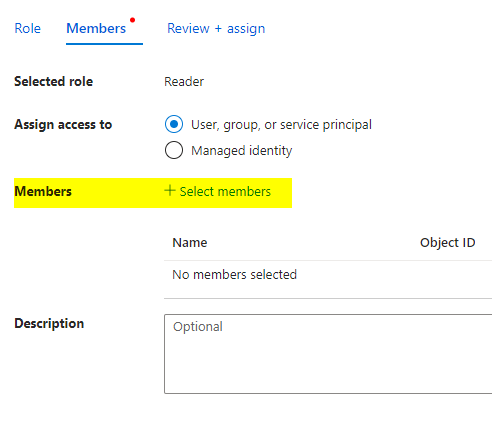 Role Members Review + assign
Selected role Reader
Assign access to User, group, or service principal
Managed identity
Members + Select members
Name Object ID
No members selected
Description Optional